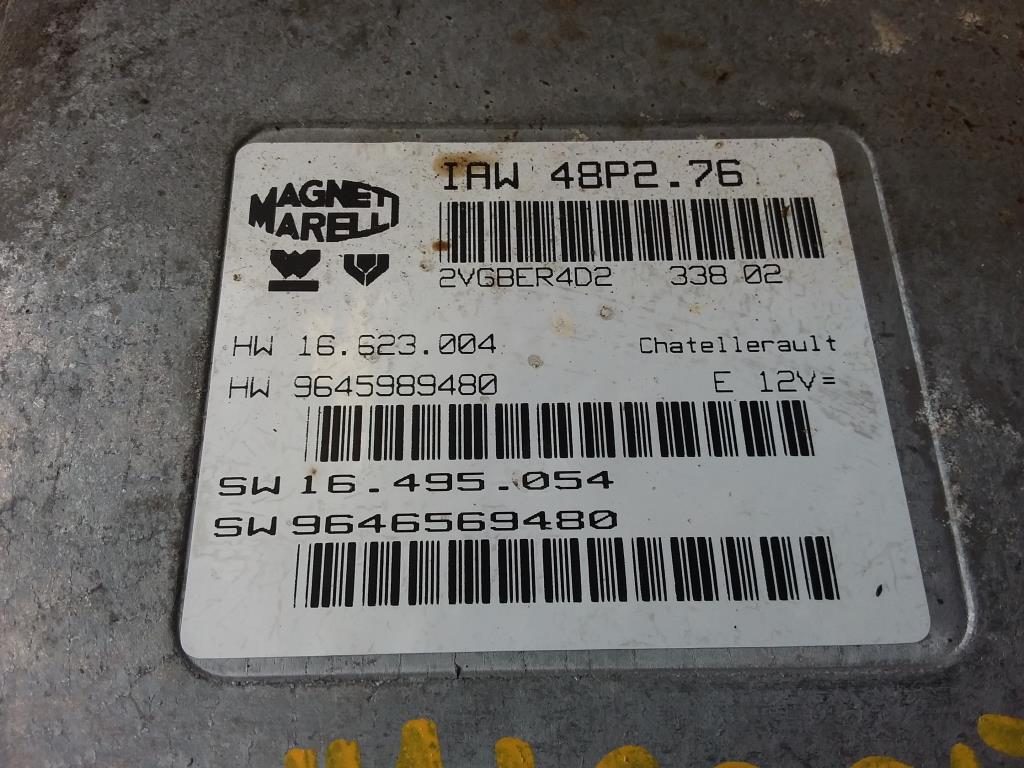 MAGNETI
MARELLI
IAW 48P2.76
2VGBER4D2 338 02
HW 16.623.004 Chatellerault
HW 9645989480 E 12V=
SW 16.495.054
SW 9646569480